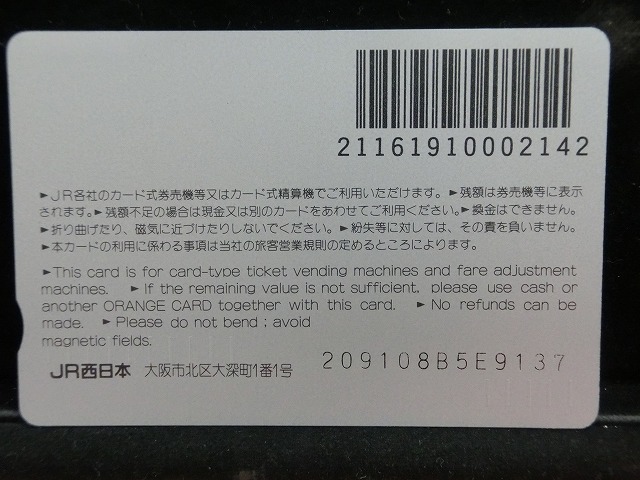 21161910002142
►JR各社のカード式券売機等又はカード式精算機でご利用いただけます。►残額は券売機等に表示
されます。►残額不足の場合は現金又は別のカードをあわせてご利用ください。►換金はできません。
►折り曲げたり、磁気に近づけたりしないでください。►紛失等に対しては、その責を負いません。
►本カードの利用に係わる事項は当社の旅客営業規則の定めるところによります。
►This card is for card-type ticket vending machines and fare adjustment
machines. ►If the remaining value is not sufficient, please use cash or
another ORANGE CARD together with this card. ►No refunds can be
made. ►Please do not bend; avoid
magnetic fields.
JR西日本 大阪市北区大深町1番1号
209108B5E9137